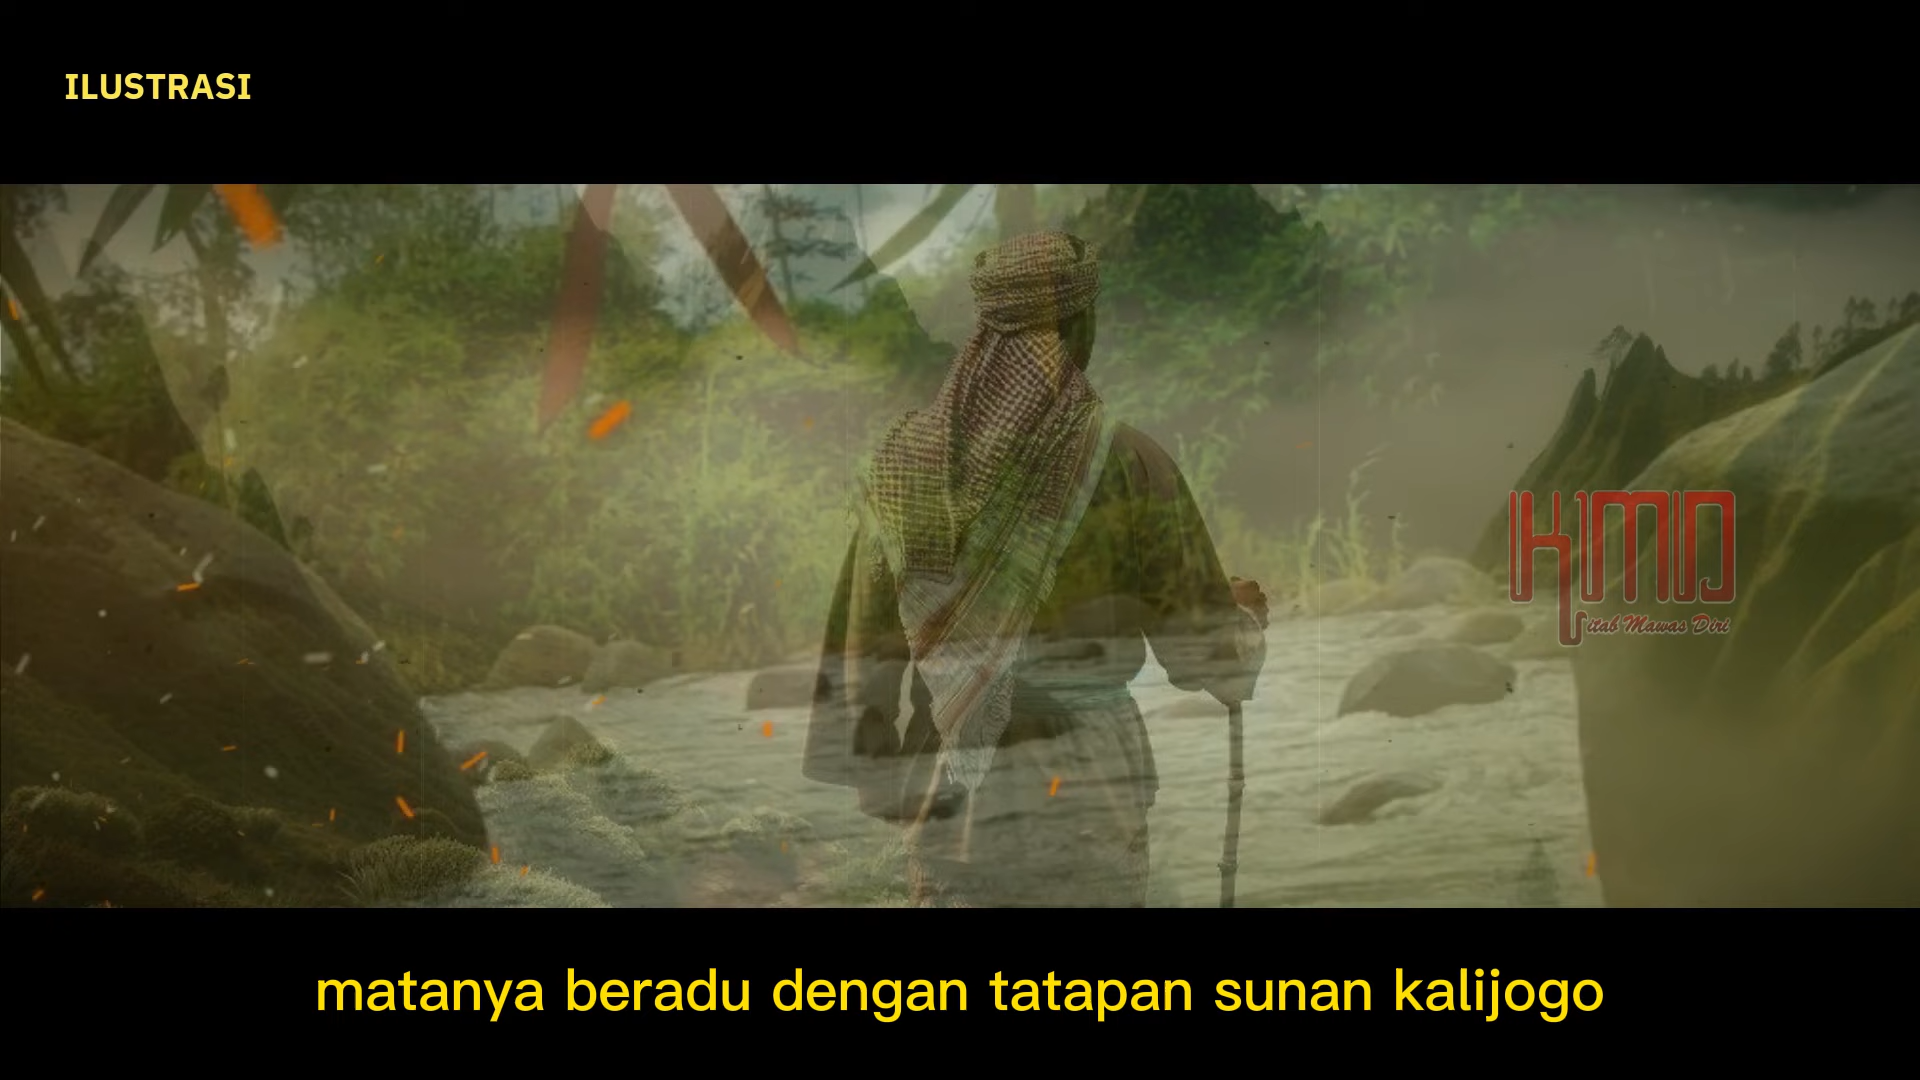 ILUSTRASI
KMD
Kitab Mawas Diri
matanya beradu dengan tatapan sunan kalijogo